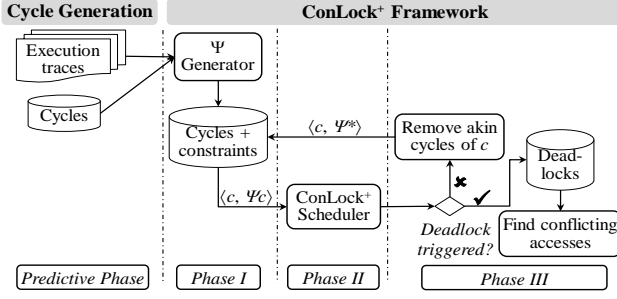 Cycle Generation
ConLock⁺ Framework
Execution
traces
Cycles
Ψ
Generator
Cycles +
constraints
⟨c, Ψ*⟩
Remove akin
cycles of c
Dead-
locks
⟨c, Ψc⟩
ConLock⁺
Scheduler
✖
✔
Deadlock
triggered?
Find conflicting
accesses
Predictive Phase
Phase I
Phase II
Phase III